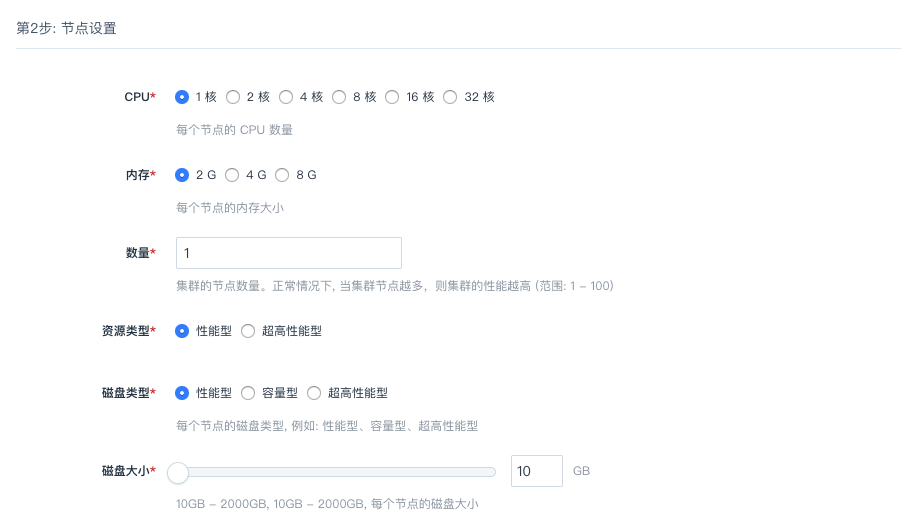 第2步: 节点设置
CPU* 1 核 2 核 4 核 8 核 16 核 32 核
每个节点的 CPU 数量
内存* 2 G 4 G 8 G
每个节点的内存大小
数量* 1
集群的节点数量。正常情况下, 当集群节点越多，则集群的性能越高 (范围: 1 – 100)
资源类型* 性能型 超高性能型
磁盘类型* 性能型 容量型 超高性能型
每个节点的磁盘类型, 例如: 性能型、容量型、超高性能型
磁盘大小* 10 GB
10GB – 2000GB, 10GB – 2000GB, 每个节点的磁盘大小